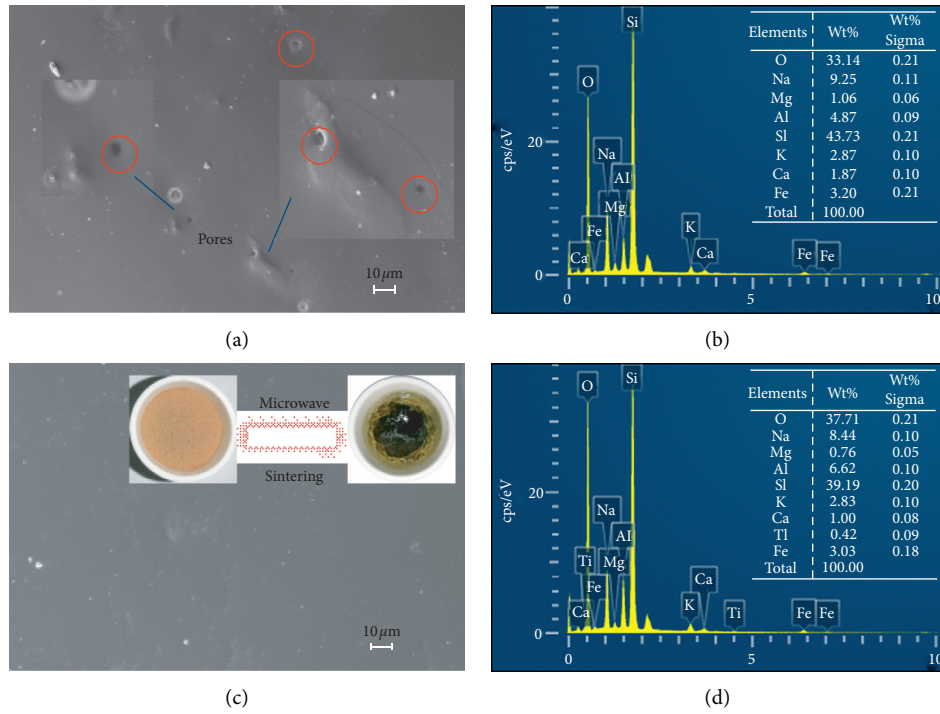 Pores
10 μm
(a)
cps/eV
20
0
0
5
10
Ca
O
Fe
Na
Mg
Al
Si
K
Ca
Fe
Fe
Elements Wt% Wt% Sigma
O 33.14 0.21
Na 9.25 0.11
Mg 1.06 0.06
Al 4.87 0.09
Sl 43.73 0.21
K 2.87 0.10
Ca 1.87 0.10
Fe 3.20 0.21
Total 100.00
(b)
Microwave
Sintering
10 μm
(c)
cps/eV
20
0
0
5
10
Ca
Ti
O
Fe
Na
Mg
Al
Si
K
Ca
Ti
Fe
Fe
Elements Wt% Wt% Sigma
O 37.71 0.21
Na 8.44 0.10
Mg 0.76 0.05
Al 6.62 0.10
Sl 39.19 0.20
K 2.83 0.10
Ca 1.00 0.08
Tl 0.42 0.09
Fe 3.03 0.18
Total 100.00
(d)